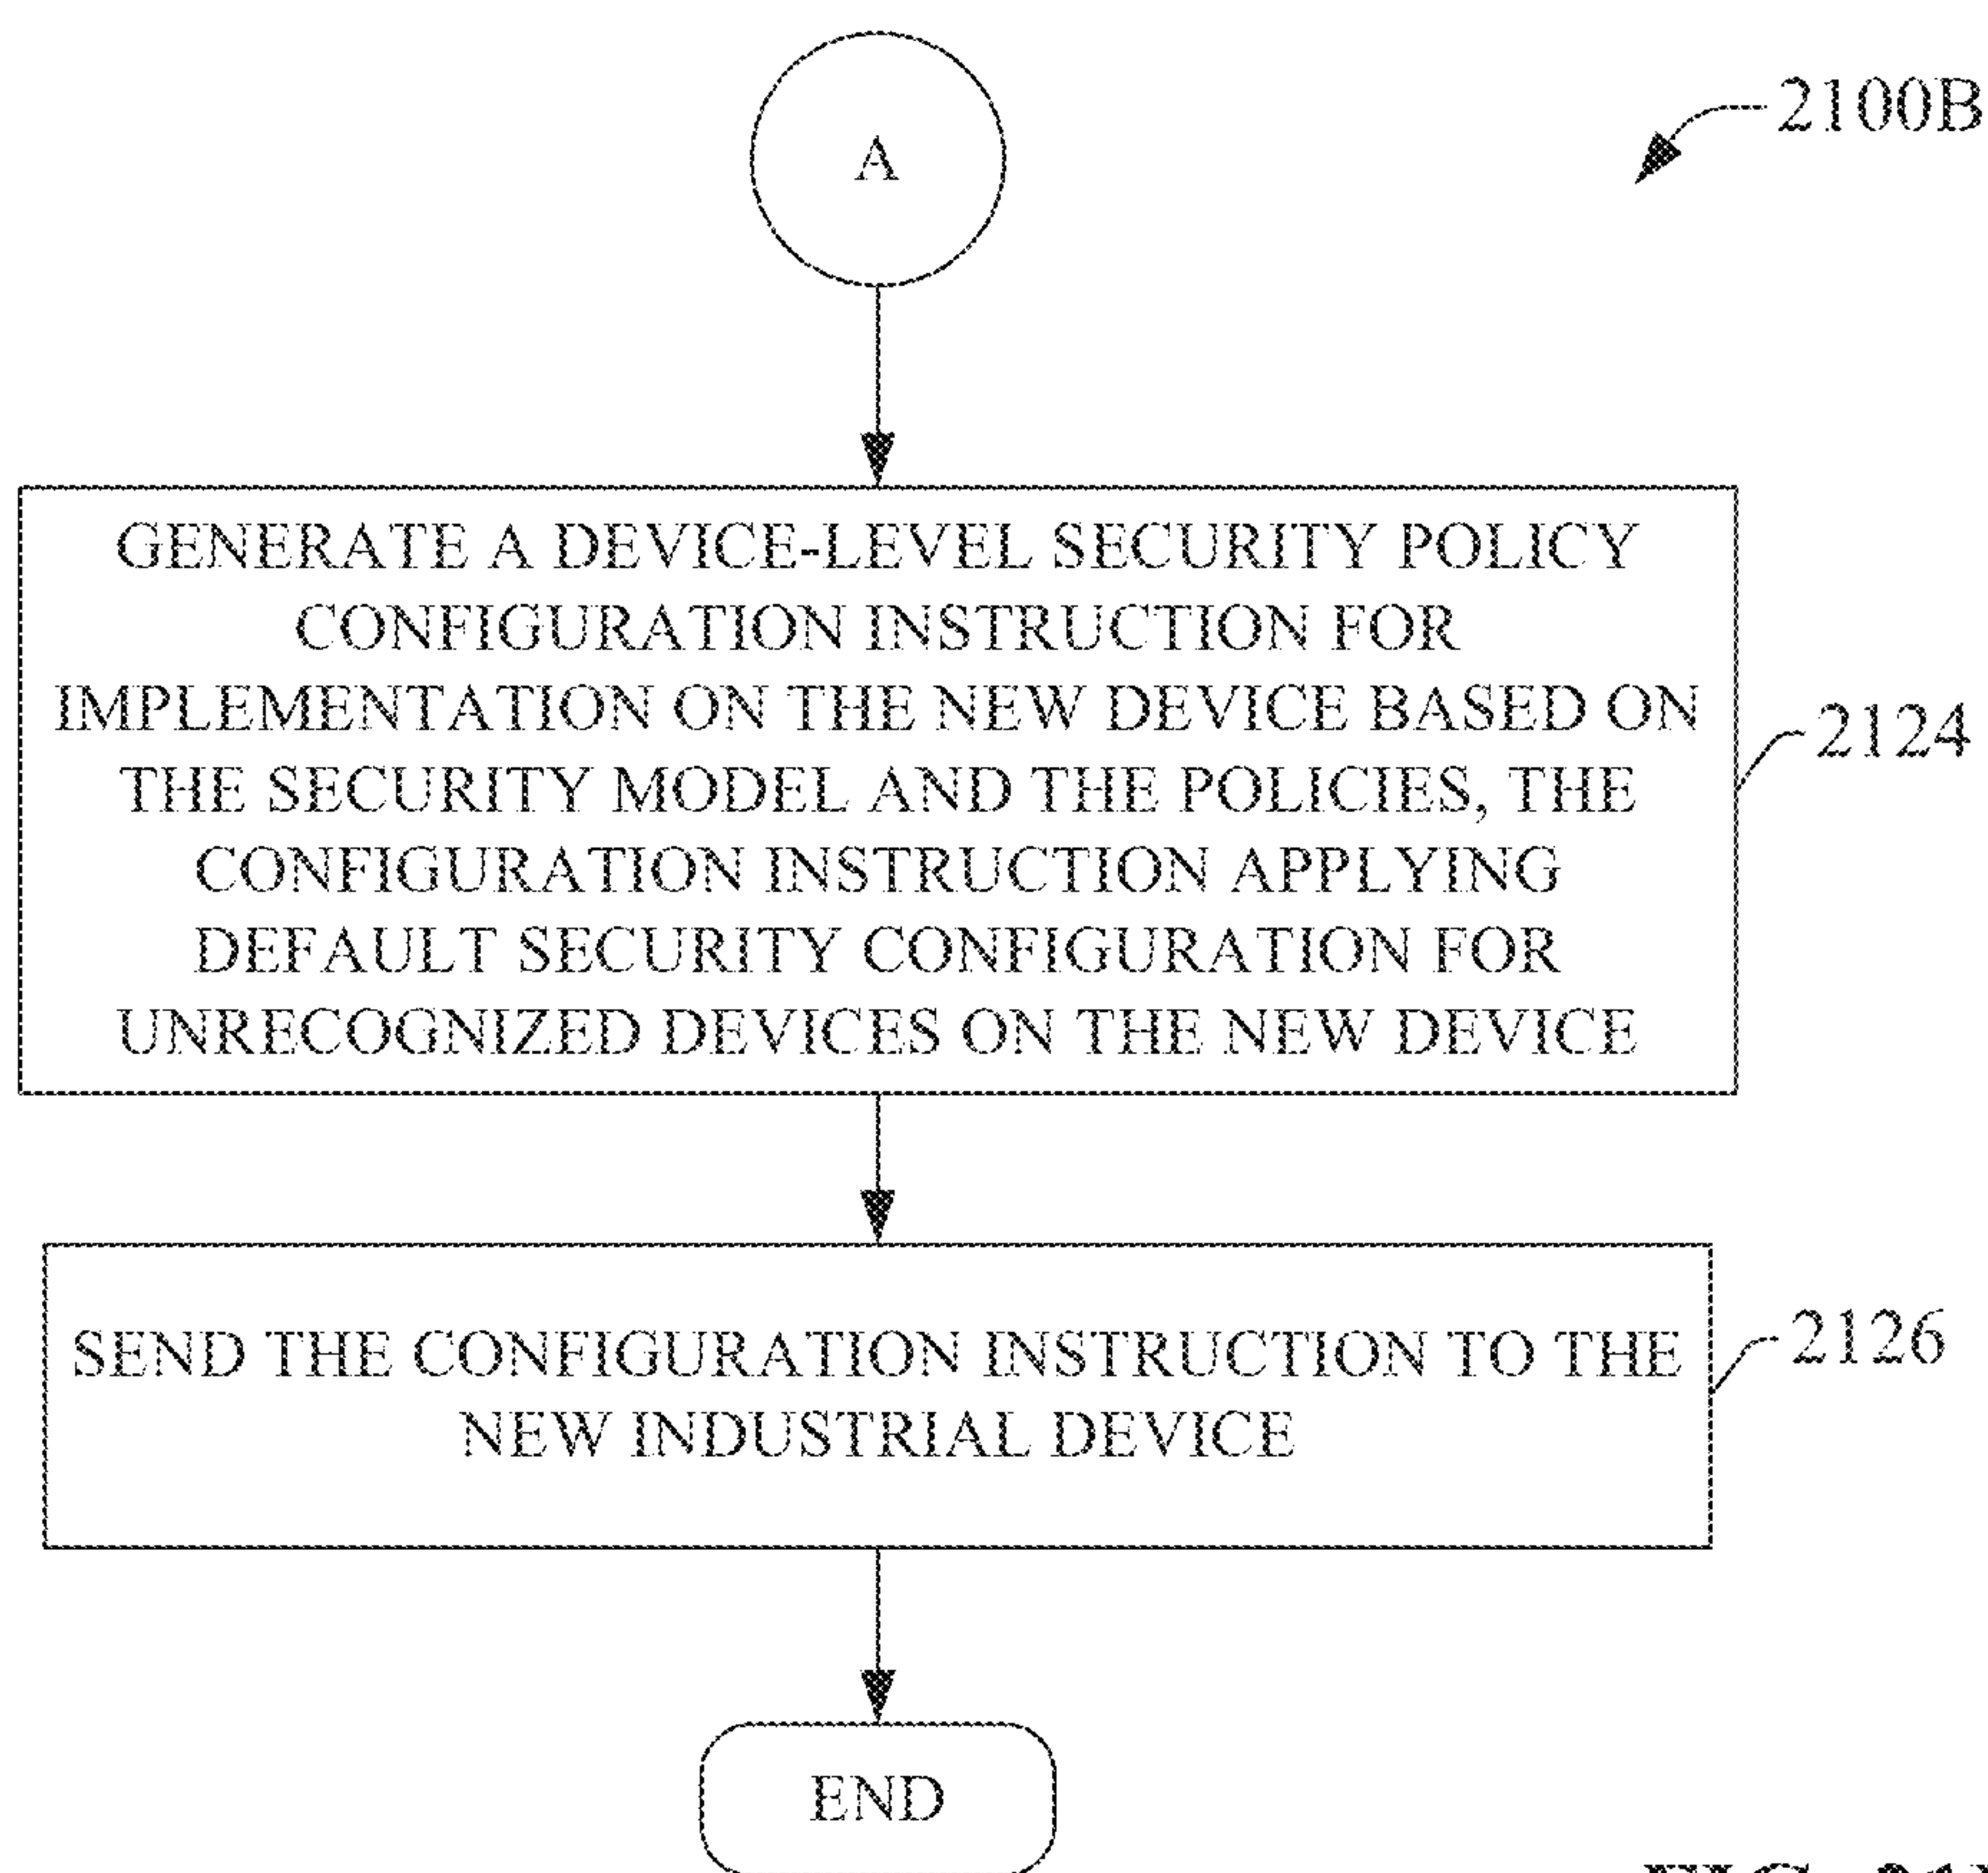 A
2100B
GENERATE A DEVICE-LEVEL SECURITY POLICY
CONFIGURATION INSTRUCTION FOR
IMPLEMENTATION ON THE NEW DEVICE BASED ON
THE SECURITY MODEL AND THE POLICIES, THE
CONFIGURATION INSTRUCTION APPLYING
DEFAULT SECURITY CONFIGURATION FOR
UNRECOGNIZED DEVICES ON THE NEW DEVICE
2124
SEND THE CONFIGURATION INSTRUCTION TO THE
NEW INDUSTRIAL DEVICE
2126
END